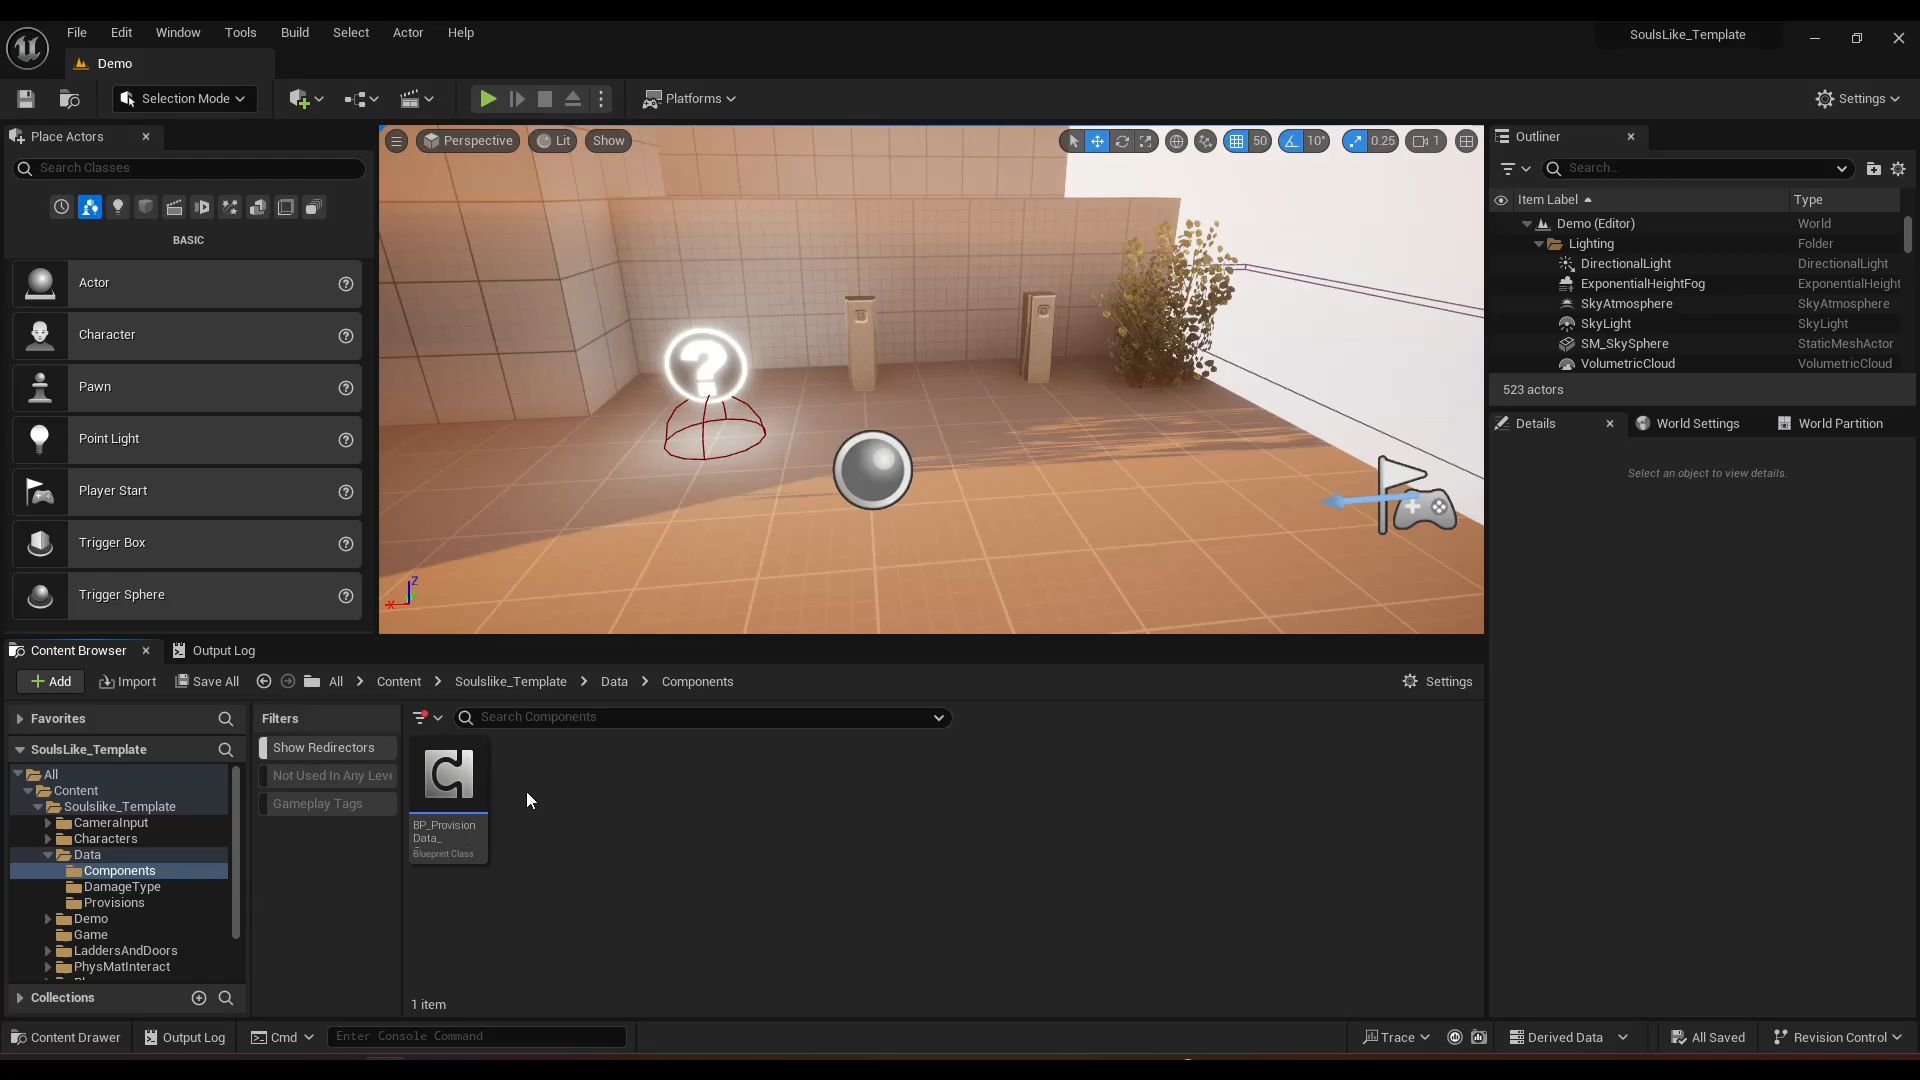 File Edit Window Tools Build Select Actor Help
SoulsLike_Template
Demo
Selection Mode
Platforms
Settings
Place Actors
Search Classes
BASIC
Actor
Character
Pawn
Point Light
Player Start
Trigger Box
Trigger Sphere
Perspective Lit Show
50 10° 0.25 1
Z
X
Outliner
Search...
Item Label Type
Demo (Editor) World
Lighting Folder
DirectionalLight DirectionalLight
ExponentialHeightFog ExponentialHeight
SkyAtmosphere SkyAtmosphere
SkyLight SkyLight
SM_SkySphere StaticMeshActor
VolumetricCloud VolumetricCloud
523 actors
Details World Settings World Partition
Select an object to view details.
Content Browser Output Log
Add Import Save All All Content Soulslike_Template Data Components Settings
Favorites
SoulsLike_Template
All
Content
Soulslike_Template
CameraInput
Characters
Data
Components
DamageType
Provisions
Demo
Game
LaddersAndDoors
PhysMatInteract
Collections
Filters
Show Redirectors
Not Used In Any Leve
Gameplay Tags
Search Components
BP_Provision
Data_
Blueprint Class
1 item
Content Drawer Output Log Cmd Enter Console Command Trace Derived Data All Saved Revision Control